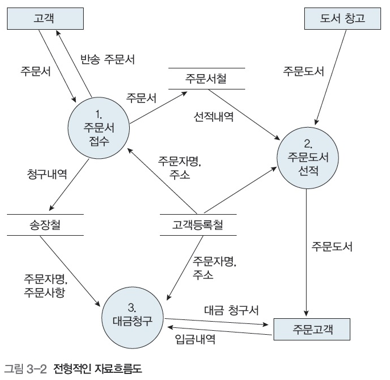 고객
도서 창고
반송 주문서
주문서
주문서철
주문도서
주문서
선적내역
1.
주문서
접수
2.
주문도서
선적
청구내역
주문자명,
주소
송장철
고객등록철
주문도서
주문자명,
주문사항
주문자명,
주소
3.
대금청구
대금 청구서
입금내역
주문고객
그림 3-2 전형적인 자료흐름도